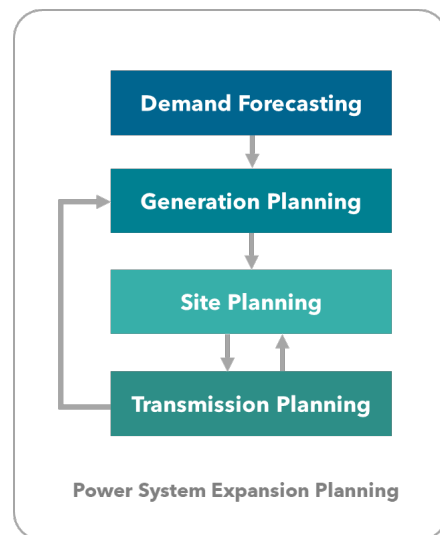 Demand Forecasting
Generation Planning
Site Planning
Transmission Planning
Power System Expansion Planning